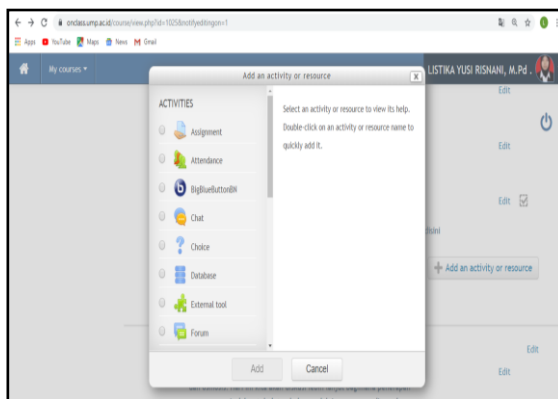 onclass.ump.ac.id/course/view.php?id=1025&notifyeditingon=1
Apps YouTube Maps News Gmail
My courses
LISTIKA YUSI RISNANI, M.Pd .
Add an activity or resource
ACTIVITIES
Assignment
Attendance
BigBlueButtonBN
Chat
Choice
Database
External tool
Forum
Select an activity or resource to view its help.
Double-click on an activity or resource name to
quickly add it.
Add
Cancel
Edit
Edit
Edit
disini
Add an activity or resource
Edit
Edit